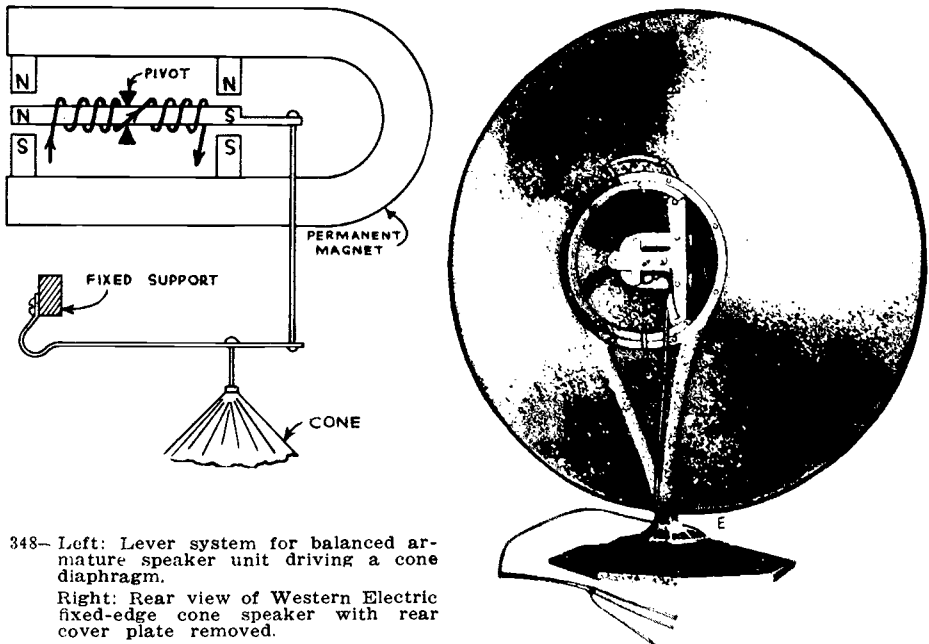 N
N
PIVOT
N
S
S
S
PERMANENT
MAGNET
FIXED SUPPORT
CONE
E
348— Left: Lever system for balanced ar-
mature speaker unit driving a cone
diaphragm.
Right: Rear view of Western Electric
fixed-edge cone speaker with rear
cover plate removed.